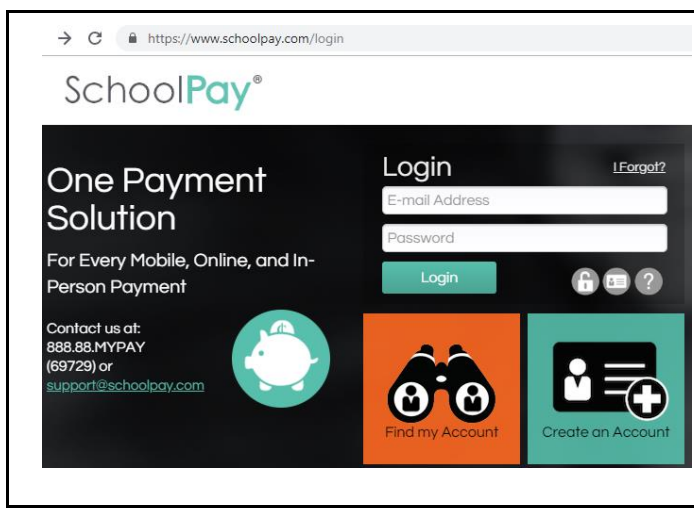 https://www.schoolpay.com/login
SchoolPay®
One Payment
Solution
For Every Mobile, Online, and In-
Person Payment
Contact us at:
888.88.MYPAY
(69729) or
support@schoolpay.com
Login
I Forgot?
E-mail Address
Password
Login
?
Find my Account
Create an Account